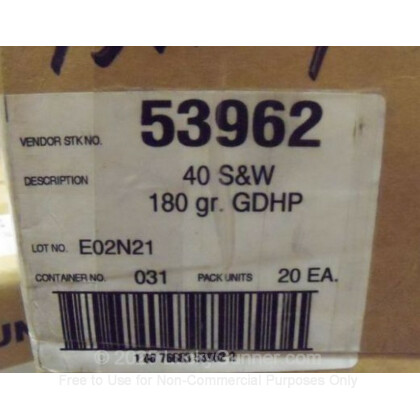 VENDOR STK NO. 53962
DESCRIPTION 40 S&W
180 gr. GDHP
LOT NO. E02N21
CONTAINER NO. 031 PACK UNITS 20 EA.
Free to Use for Non-Commercial Purposes Only